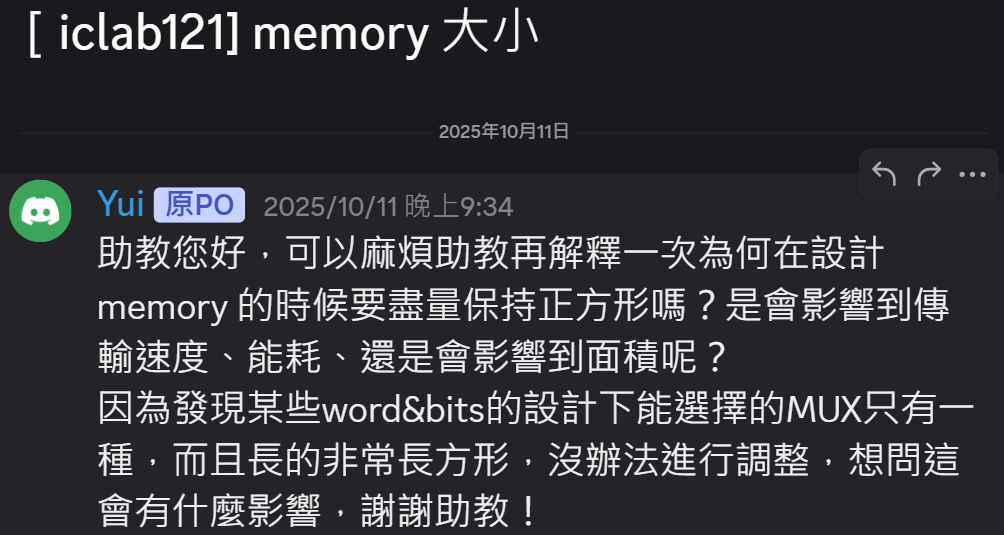 [ iclab121] memory 大小
2025年10月11日
Yui 原PO 2025/10/11 晚上9:34
助教您好，可以麻煩助教再解釋一次為何在設計
memory 的時候要盡量保持正方形嗎？是會影響到傳
輸速度、能耗、還是會影響到面積呢？
因為發現某些word&bits的設計下能選擇的MUX只有一
種，而且長的非常長方形，沒辦法進行調整，想問這
會有什麼影響，謝謝助教！